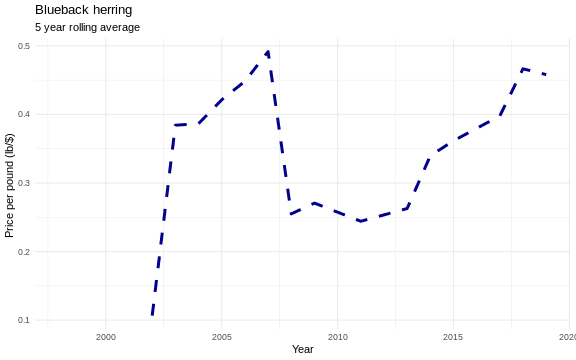 Blueback herring
5 year rolling average
Price per pound (lb/$)
0.5
0.4
0.3
0.2
0.1
2000
2005
2010
2015
2020
Year